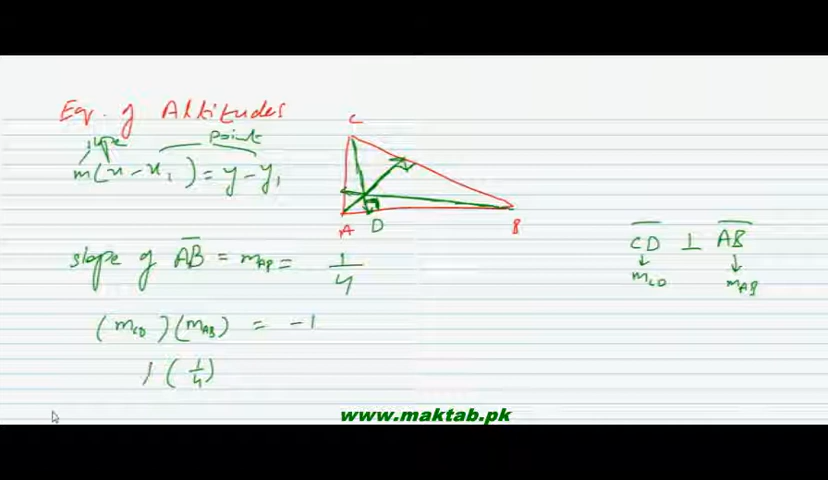 Eq. of Altitudes
slope point
m(x - x₁) = y - y₁
C
A D B
CD ⊥ AB
↓ ↓
mCD mAB
slope of AB = mAB = 1/4
(mCD)(mAB) = -1
(1/4)
www.maktab.pk